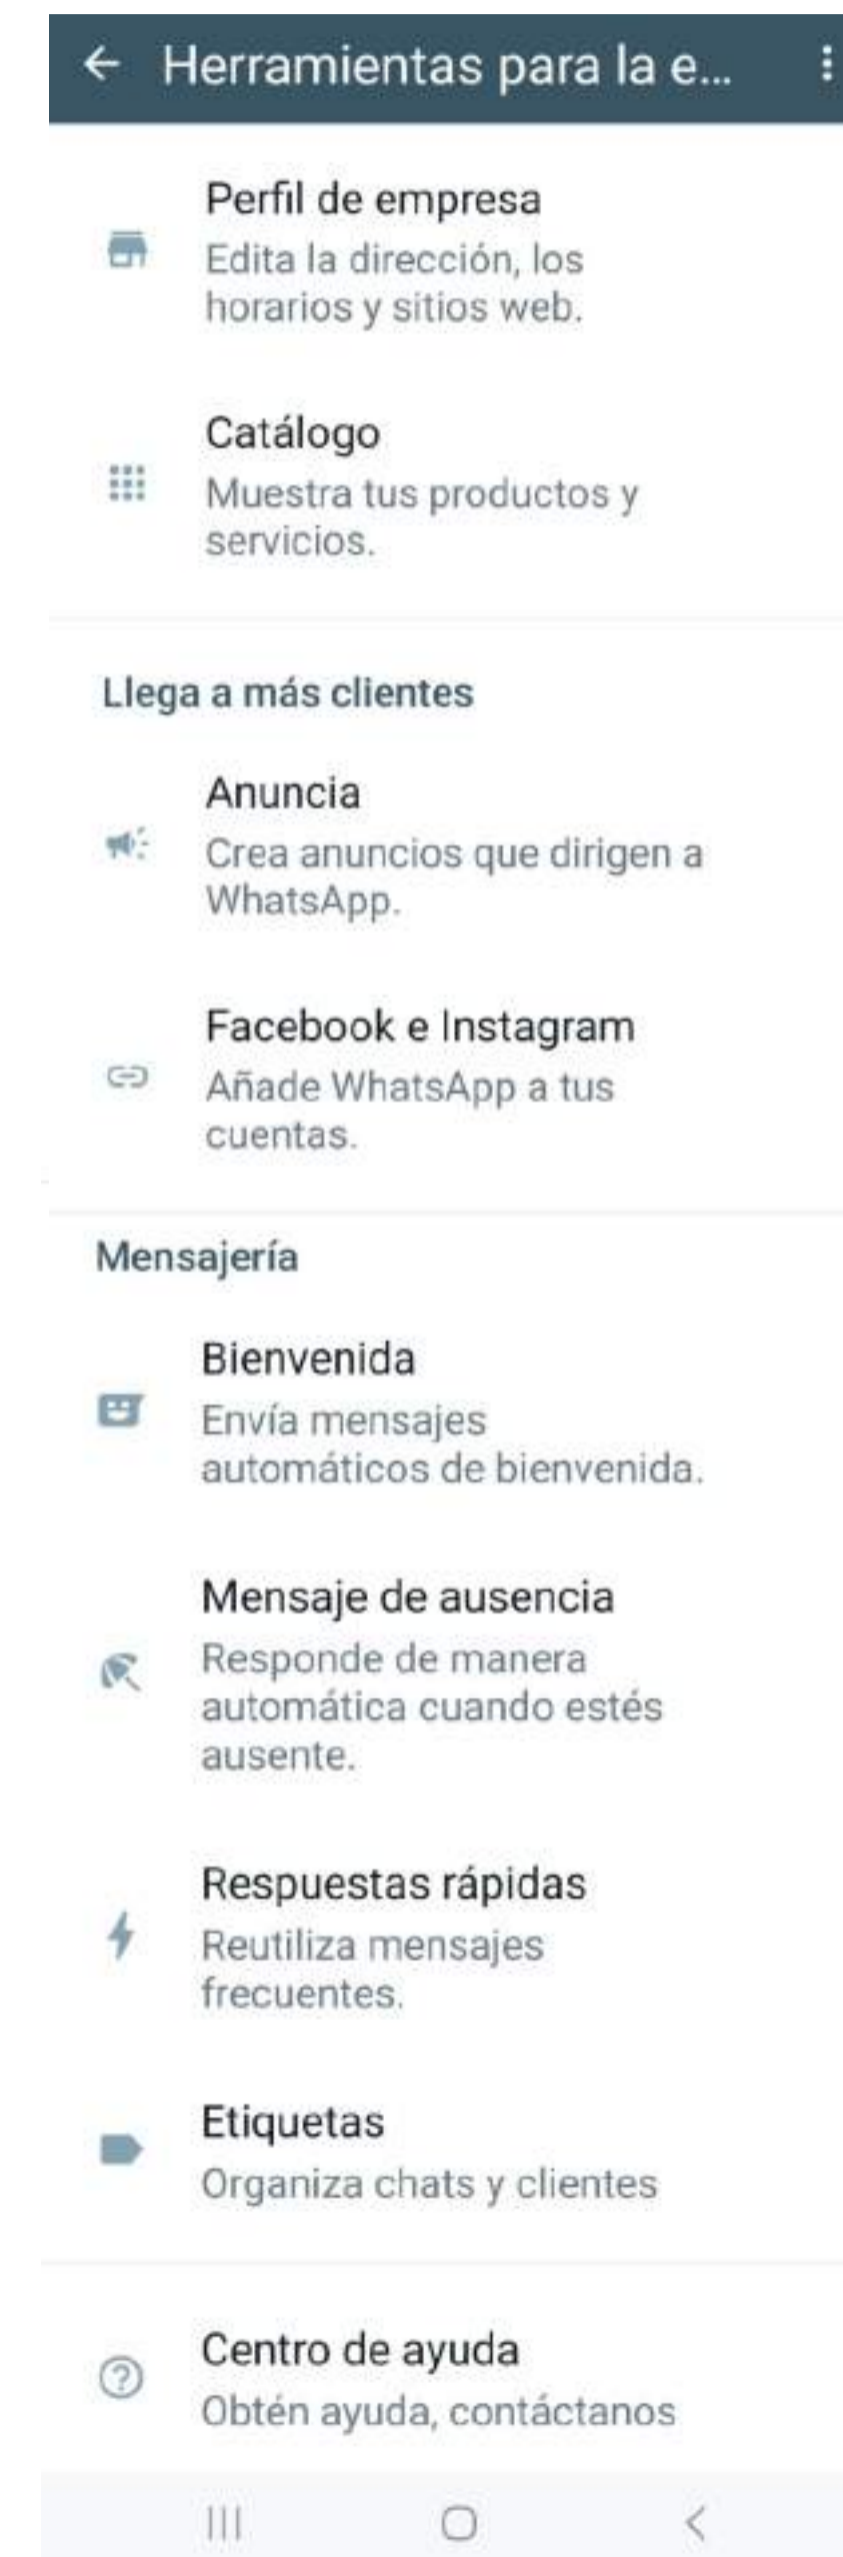 Herramientas para la e...
Perfil de empresa
Edita la dirección, los
horarios y sitios web.
Catálogo
Muestra tus productos y
servicios.
Llega a más clientes
Anuncia
Crea anuncios que dirigen a
WhatsApp.
Facebook e Instagram
Añade WhatsApp a tus
cuentas.
Mensajería
Bienvenida
Envía mensajes
automáticos de bienvenida.
Mensaje de ausencia
Responde de manera
automática cuando estés
ausente.
Respuestas rápidas
Reutiliza mensajes
frecuentes.
Etiquetas
Organiza chats y clientes
Centro de ayuda
Obtén ayuda, contáctanos